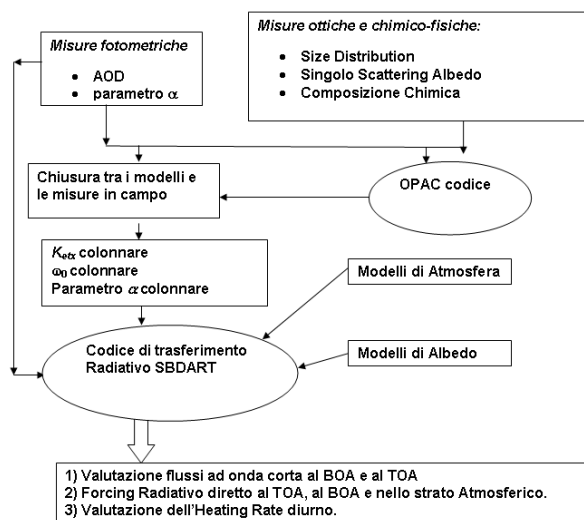 Misure fotometriche
• AOD
• parametro α
Misure ottiche e chimico-fisiche:
• Size Distribution
• Singolo Scattering Albedo
• Composizione Chimica
Chiusura tra i modelli e
le misure in campo
OPAC codice
Ketx colonnare
ω0 colonnare
Parametro α colonnare
Modelli di Atmosfera
Codice di trasferimento
Radiativo SBDART
Modelli di Albedo
1) Valutazione flussi ad onda corta al BOA e al TOA
2) Forcing Radiativo diretto al TOA, al BOA e nello strato Atmosferico.
3) Valutazione dell'Heating Rate diurno.